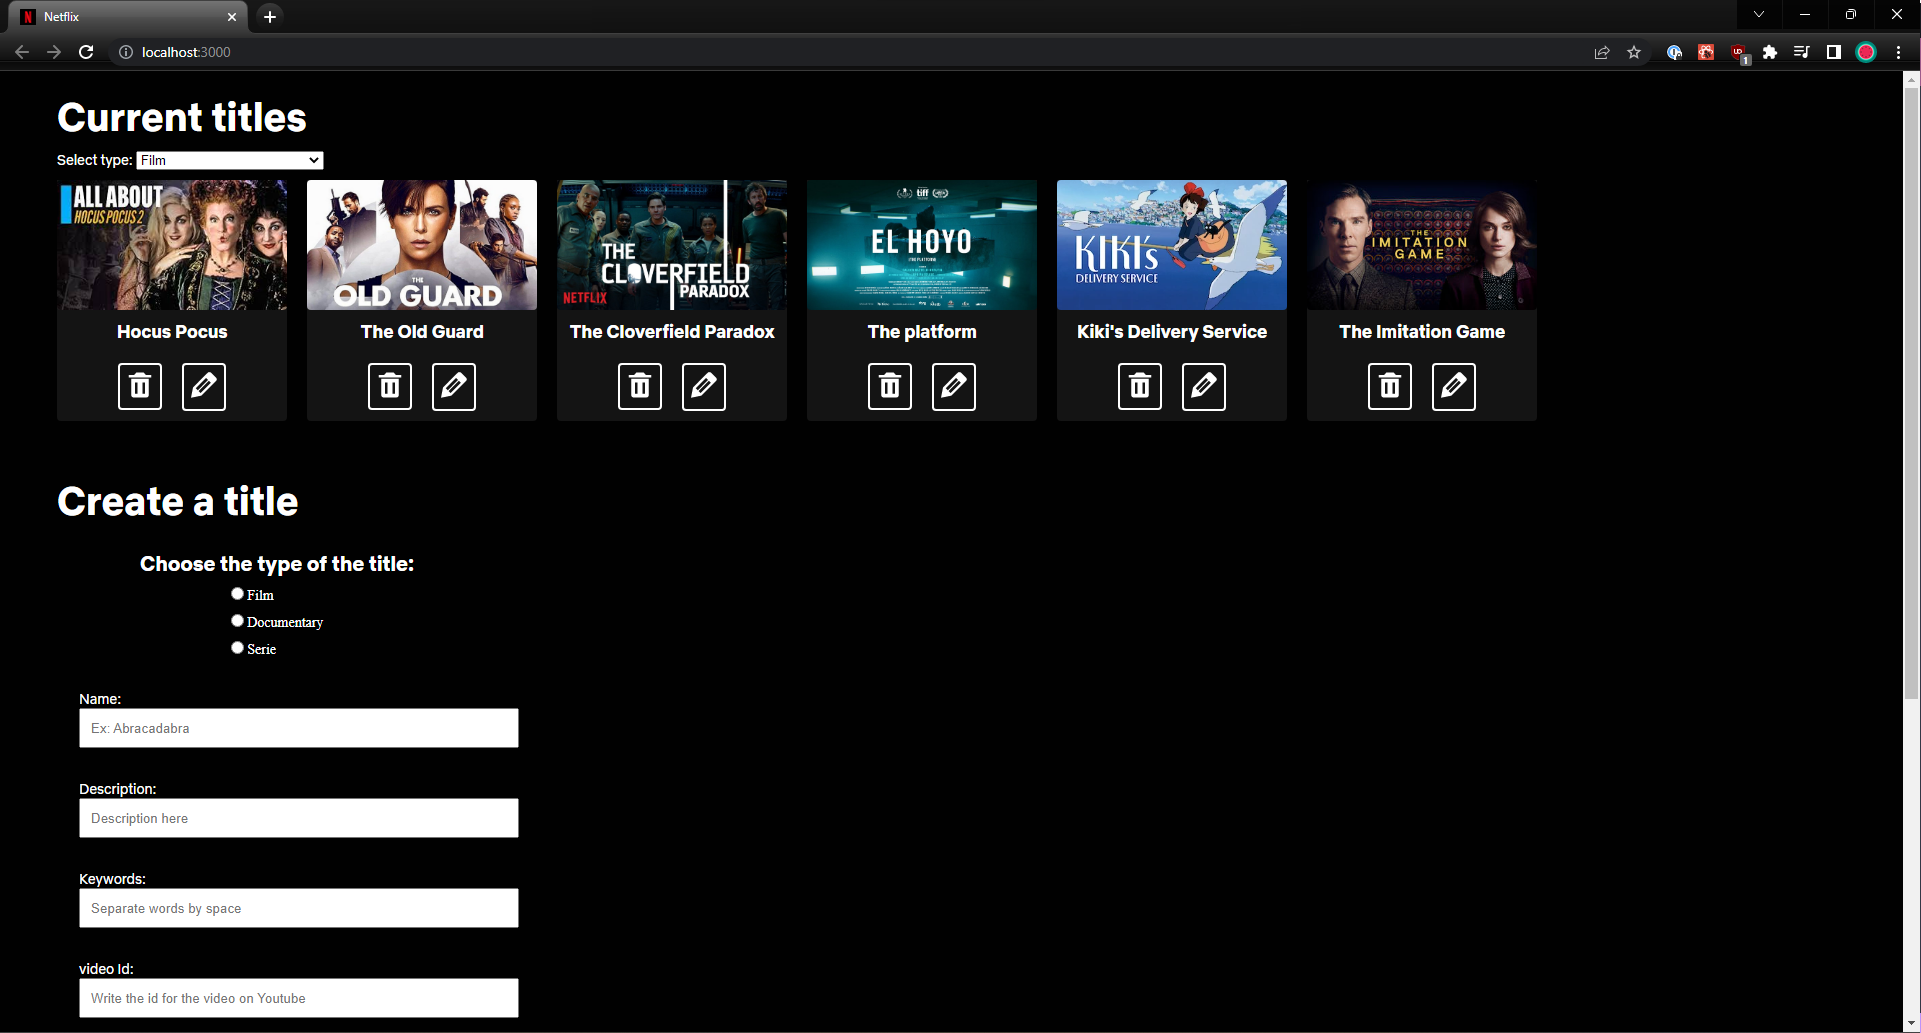 Netflix
localhost:3000
1
Current titles
Select type: Film
ALL ABOUT
HOCUS POCUS 2
THE
OLD GUARD
THE
CLOVERFIELD
PARADOX
NETFLIX
tiff
EL HOYO
(THE PLATFORM)
KIKI's
DELIVERY SERVICE
THE
IMITATION
GAME
Hocus Pocus
The Old Guard
The Cloverfield Paradox
The platform
Kiki's Delivery Service
The Imitation Game
Create a title
Choose the type of the title:
Film
Documentary
Serie
Name:
Ex: Abracadabra
Description:
Description here
Keywords:
Separate words by space
video Id:
Write the id for the video on Youtube